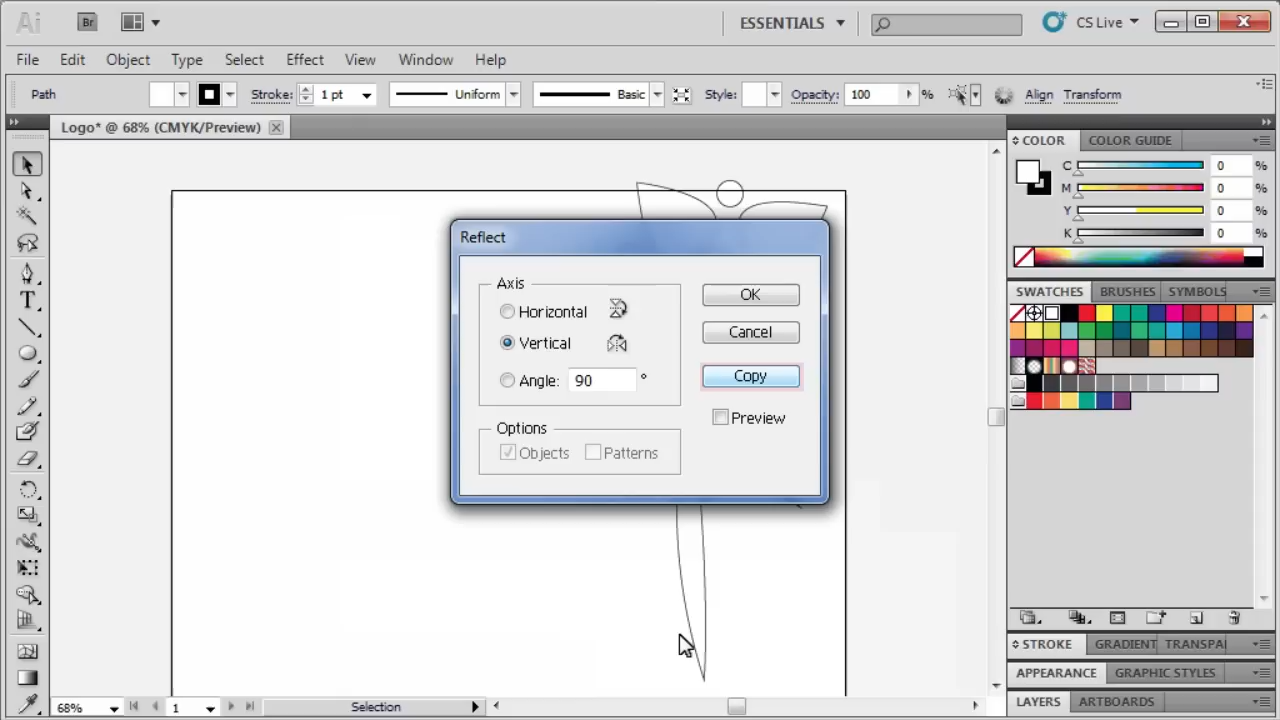 Ai Br ESSENTIALS CS Live
File Edit Object Type Select Effect View Window Help
Path Stroke: 1 pt Uniform Basic Style: Opacity: 100 % Align Transform
Logo* @ 68% (CMYK/Preview)
COLOR COLOR GUIDE
C 0 %
M 0 %
Y 0 %
K 0 %
SWATCHES BRUSHES SYMBOLS
Reflect
Axis
Horizontal
Vertical
Angle: 90 °
Options
Objects Patterns
OK
Cancel
Copy
Preview
STROKE GRADIENT TRANSPA
APPEARANCE GRAPHIC STYLES
LAYERS ARTBOARDS
68% 1 Selection